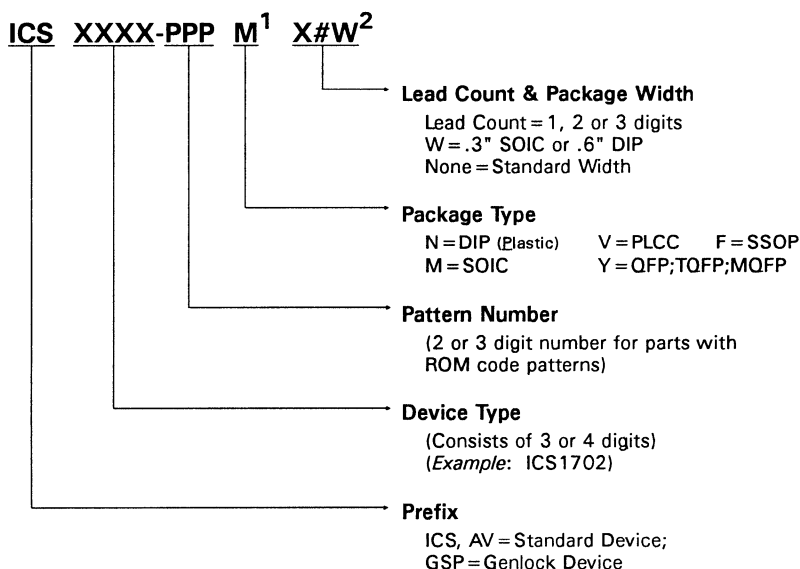 ICS XXXX-PPP M1 X#W2
Lead Count & Package Width
Lead Count=1, 2 or 3 digits
W=.3" SOIC or .6" DIP
None=Standard Width
Package Type
N=DIP (Plastic) V=PLCC F=SSOP
M=SOIC Y=QFP;TQFP;MQFP
Pattern Number
(2 or 3 digit number for parts with
ROM code patterns)
Device Type
(Consists of 3 or 4 digits)
(Example: ICS1702)
Prefix
ICS, AV=Standard Device;
GSP=Genlock Device